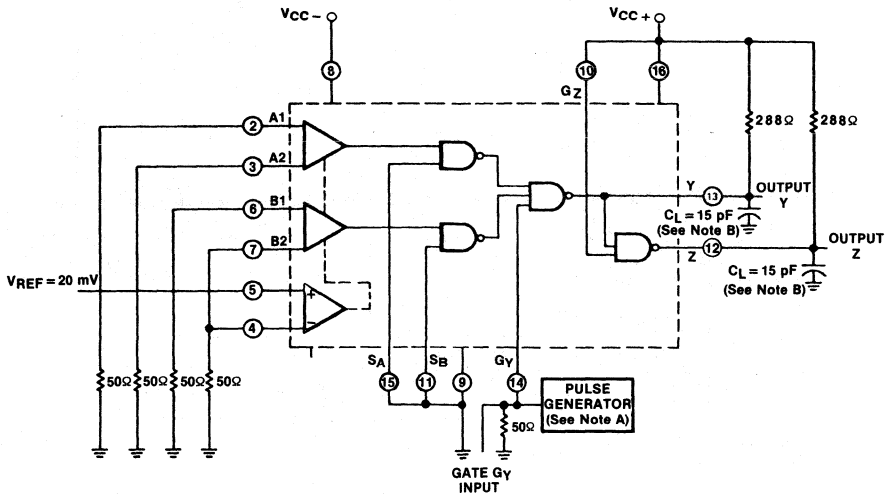 VCC-
VCC+
8
10
16
GZ
288Ω
288Ω
2
A1
3
A2
6
B1
7
B2
VREF = 20 mV
5
+
4
−
Y
13
OUTPUT
Y
CL = 15 pF
(See Note B)
Z
12
OUTPUT
Z
CL = 15 pF
(See Note B)
50Ω
50Ω
50Ω
50Ω
SA
SB
GY
15
11
9
14
PULSE
GENERATOR
(See Note A)
50Ω
GATE GY
INPUT